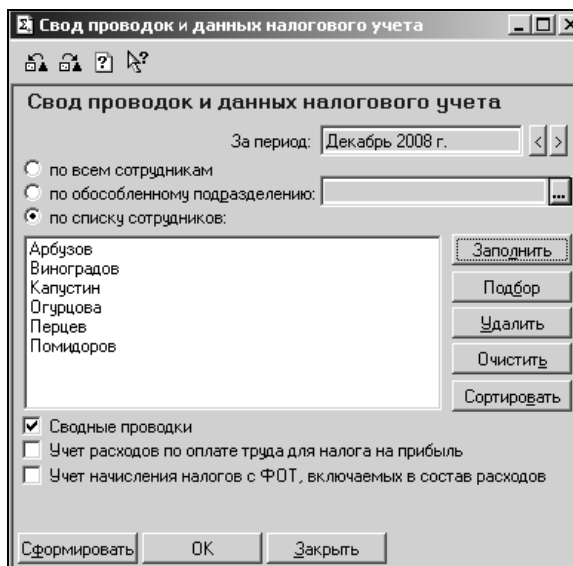 Свод проводок и данных налогового учета
Свод проводок и данных налогового учета
За период: Декабрь 2008 г. < >
по всем сотрудникам
по обособленному подразделению: ...
по списку сотрудников:
Арбузов
Виноградов
Капустин
Огурцова
Перцев
Помидоров
Заполнить
Подбор
Удалить
Очистить
Сортировать
Сводные проводки
Учет расходов по оплате труда для налога на прибыль
Учет начисления налогов с ФОТ, включаемых в состав расходов
Сформировать ОК Закрыть